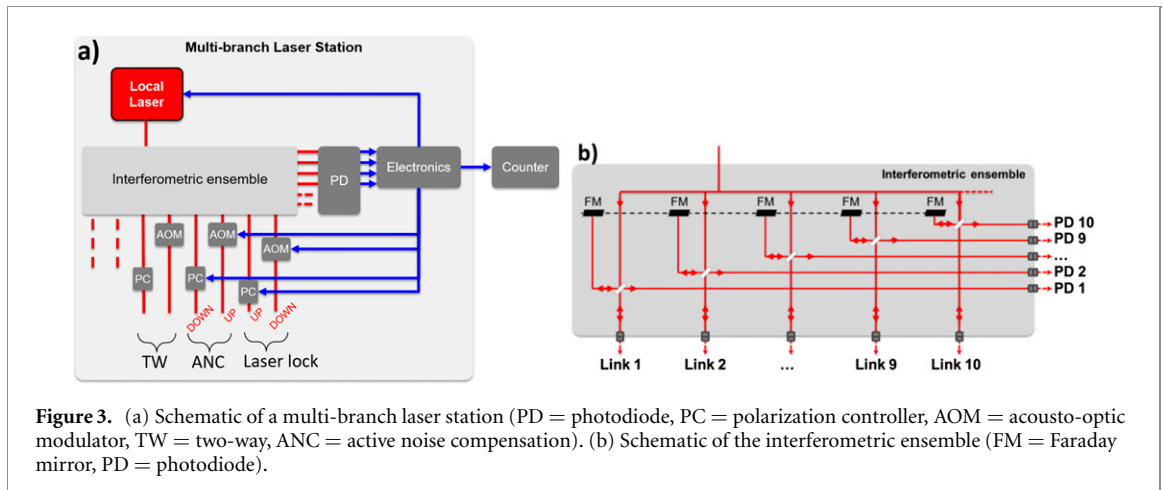 a)
Multi-branch Laser Station
Local
Laser
Interferometric ensemble
PD
Electronics
Counter
AOM
AOM
AOM
PC
PC
PC
DOWN
UP
UP
DOWN
TW
ANC
Laser lock
b)
Interferometric ensemble
FM
FM
FM
FM
FM
PD 10
PD 9
...
PD 2
PD 1
Link 1
Link 2
...
Link 9
Link 10
Figure 3. (a) Schematic of a multi-branch laser station (PD = photodiode, PC = polarization controller, AOM = acousto-optic
modulator, TW = two-way, ANC = active noise compensation). (b) Schematic of the interferometric ensemble (FM = Faraday
mirror, PD = photodiode).